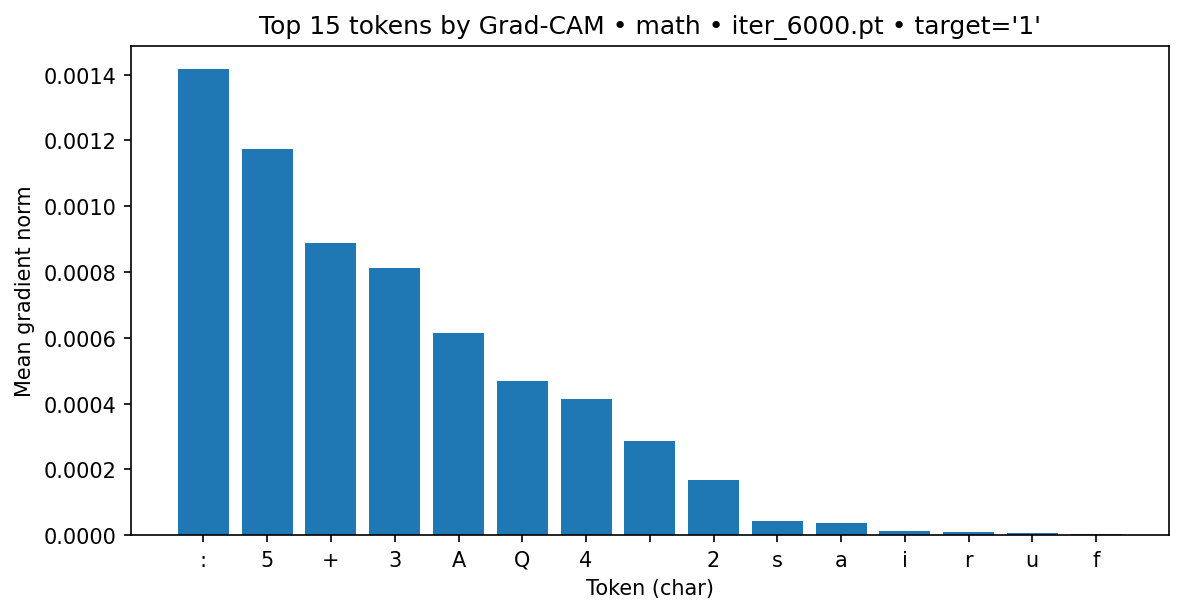 Top 15 tokens by Grad-CAM • math • iter_6000.pt • target='1'
Mean gradient norm
0.0014
0.0012
0.0010
0.0008
0.0006
0.0004
0.0002
0.0000
: 5 + 3 A Q 4 2 s a i r u f
Token (char)